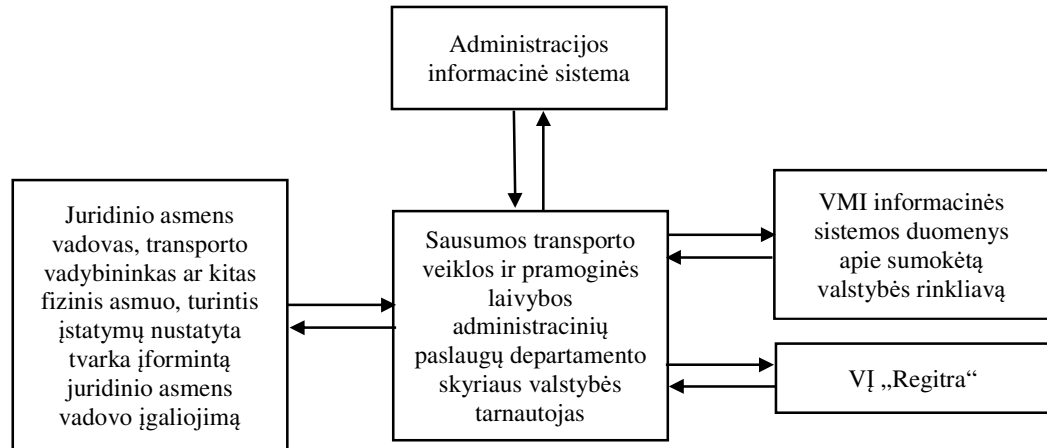 Administracijos
informacinė sistema
Juridinio asmens
vadovas, transporto
vadybininkas ar kitas
fizinis asmuo, turintis
įstatymų nustatyta
tvarka įformintą
juridinio asmens
vadovo įgaliojimą
Sausumos transporto
veiklos ir pramoginės
laivybos
administracinių
paslaugų departamento
skyriaus valstybės
tarnautojas
VMI informacinės
sistemos duomenys
apie sumokėtą
valstybės rinkliavą
VĮ „Regitra“